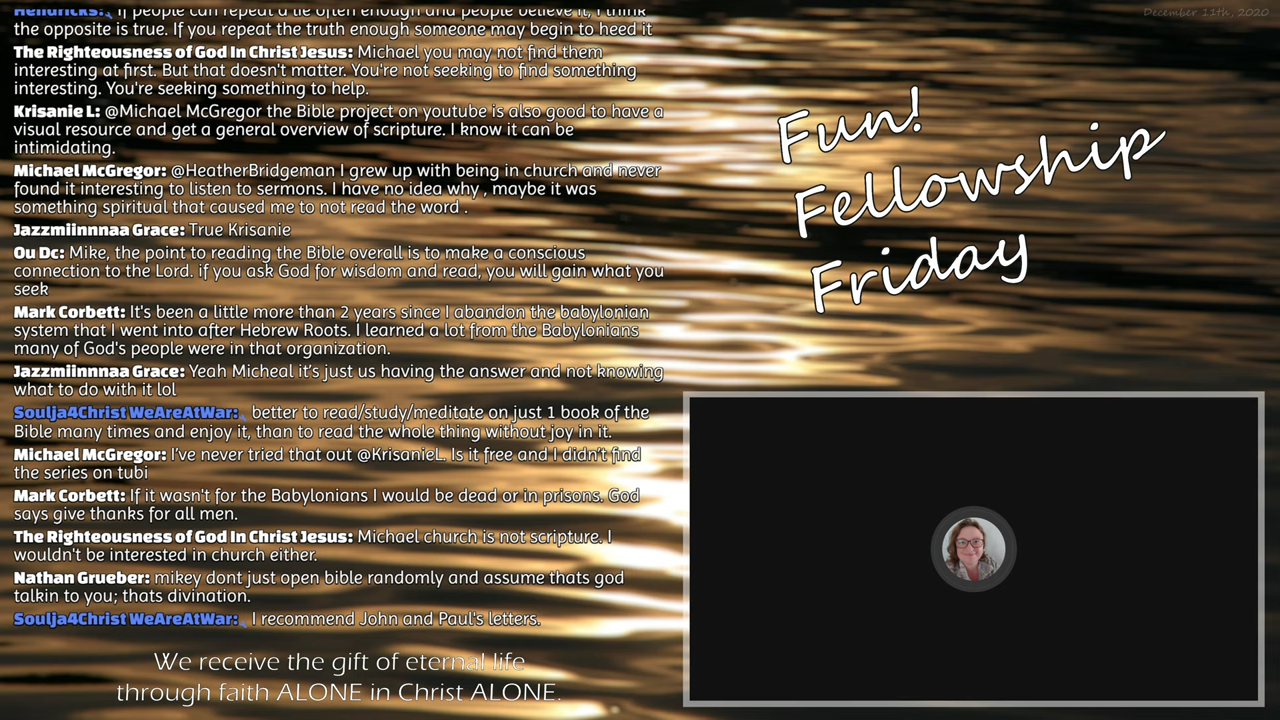 Hendricks: If people can repeat a lie often enough and people believe it, I think
the opposite is true. If you repeat the truth enough someone may begin to heed it
The Righteousness of God In Christ Jesus: Michael you may not find them
interesting at first. But that doesn't matter. You're not seeking to find something
interesting. You're seeking something to help.
Krisanie L: @Michael McGregor the Bible project on youtube is also good to have a
visual resource and get a general overview of scripture. I know it can be
intimidating.
Michael McGregor: @HeatherBridgeman I grew up with being in church and never
found it interesting to listen to sermons. I have no idea why , maybe it was
something spiritual that caused me to not read the word .
Jazzmiinnnaa Grace: True Krisanie
Ou Dc: Mike, the point to reading the Bible overall is to make a conscious
connection to the Lord. if you ask God for wisdom and read, you will gain what you
seek
Mark Corbett: It's been a little more than 2 years since I abandon the babylonian
system that I went into after Hebrew Roots. I learned a lot from the Babylonians
many of God's people were in that organization.
Jazzmiinnnaa Grace: Yeah Micheal it's just us having the answer and not knowing
what to do with it lol
Soulja4Christ WeAreAtWar: better to read/study/meditate on just 1 book of the
Bible many times and enjoy it, than to read the whole thing without joy in it.
Michael McGregor: I've never tried that out @KrisanieL. Is it free and I didn't find
the series on tubi
Mark Corbett: If it wasn't for the Babylonians I would be dead or in prisons. God
says give thanks for all men.
The Righteousness of God In Christ Jesus: Michael church is not scripture. I
wouldn't be interested in church either.
Nathan Grueber: mikey dont just open bible randomly and assume thats god
talkin to you; thats divination.
Soulja4Christ WeAreAtWar: I recommend John and Paul's letters.
We receive the gift of eternal life
through faith ALONE in Christ ALONE.
December 11th, 2020
Fun!
Fellowship
Friday